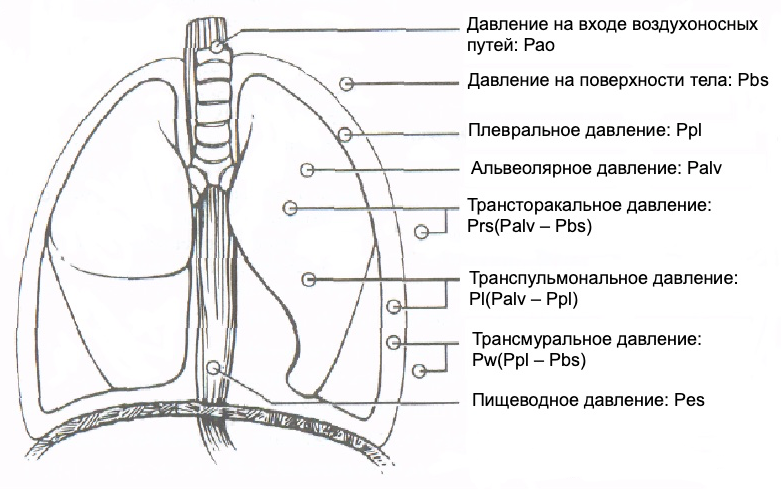 Давление на входе воздухоносных
путей: Pao
Давление на поверхности тела: Pbs
Плевральное давление: Ppl
Альвеолярное давление: Palv
Трансторакальное давление:
Prs(Palv – Pbs)
Транспульмональное давление:
Pl(Palv – Ppl)
Трансмуральное давление:
Pw(Ppl – Pbs)
Пищеводное давление: Pes